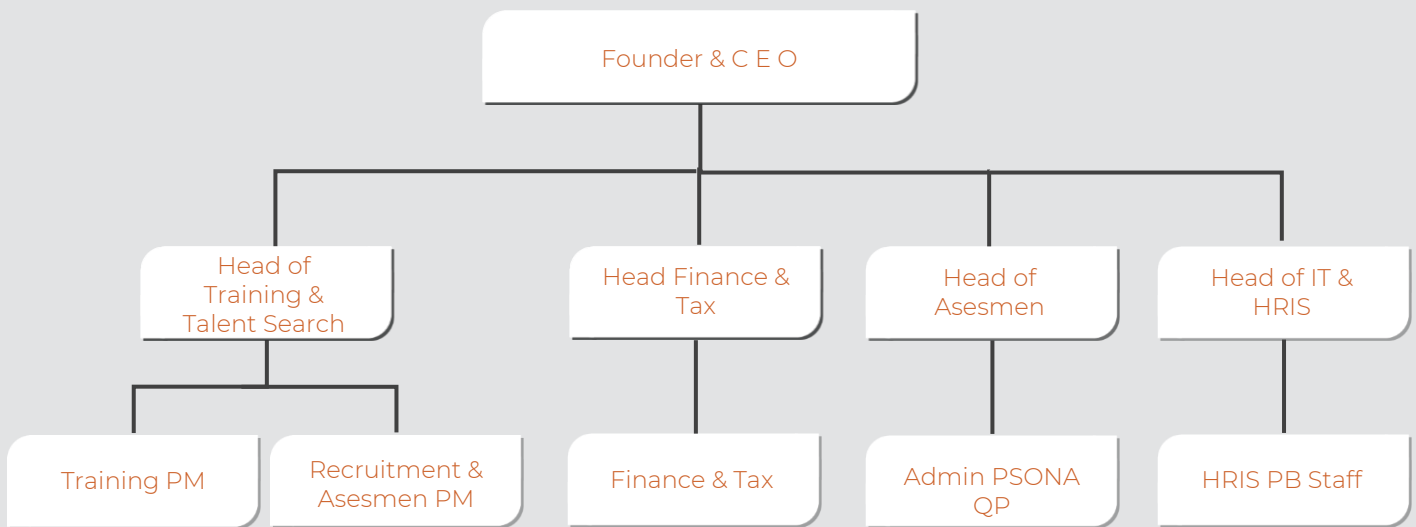 Founder & C E O
Head of
Training &
Talent Search
Head Finance &
Tax
Head of
Asesmen
Head of IT &
HRIS
Training PM
Recruitment &
Asesmen PM
Finance & Tax
Admin PSONA
QP
HRIS PB Staff